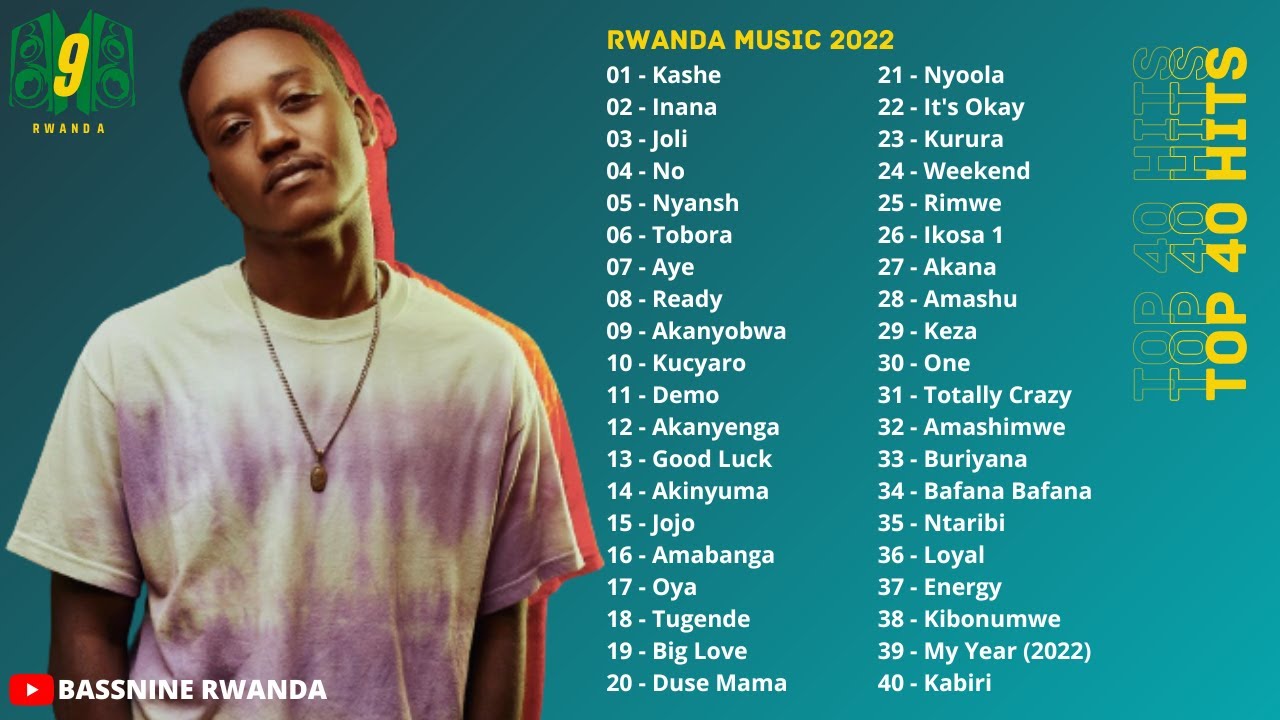 9
RWANDA
RWANDA MUSIC 2022
01 - Kashe
02 - Inana
03 - Joli
04 - No
05 - Nyansh
06 - Tobora
07 - Aye
08 - Ready
09 - Akanyobwa
10 - Kucyaro
11 - Demo
12 - Akanyenga
13 - Good Luck
14 - Akinyuma
15 - Jojo
16 - Amabanga
17 - Oya
18 - Tugende
19 - Big Love
20 - Duse Mama
21 - Nyoola
22 - It's Okay
23 - Kurura
24 - Weekend
25 - Rimwe
26 - Ikosa 1
27 - Akana
28 - Amashu
29 - Keza
30 - One
31 - Totally Crazy
32 - Amashimwe
33 - Buriyana
34 - Bafana Bafana
35 - Ntaribi
36 - Loyal
37 - Energy
38 - Kibonumwe
39 - My Year (2022)
40 - Kabiri
TOP 40 HITS
TOP 40 HITS
TOP 40 HITS
BASSNINE RWANDA